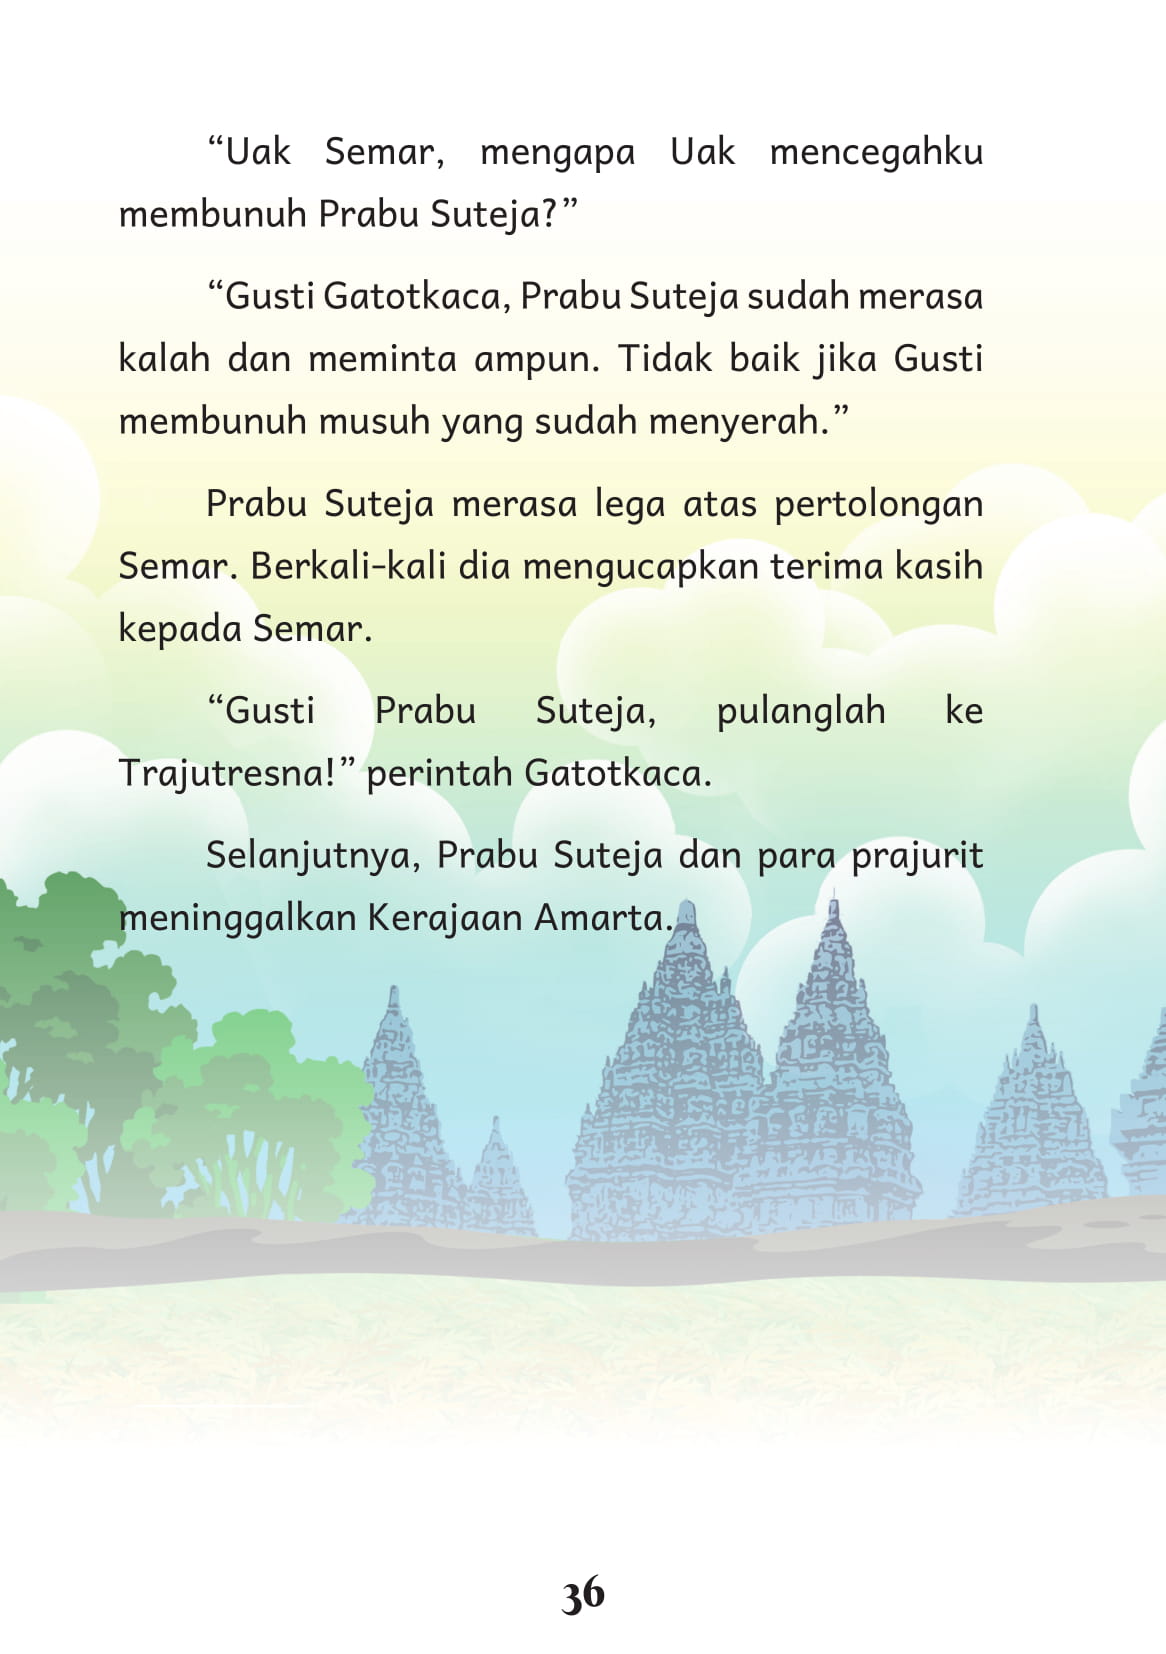 “Uak Semar, mengapa Uak mencegahku
membunuh Prabu Suteja?”
“Gusti Gatotkaca, Prabu Suteja sudah merasa
kalah dan meminta ampun. Tidak baik jika Gusti
membunuh musuh yang sudah menyerah.”
Prabu Suteja merasa lega atas pertolongan
Semar. Berkali-kali dia mengucapkan terima kasih
kepada Semar.
“Gusti Prabu Suteja, pulanglah ke
Trajutresna!” perintah Gatotkaca.
Selanjutnya, Prabu Suteja dan para prajurit
meninggalkan Kerajaan Amarta.
36